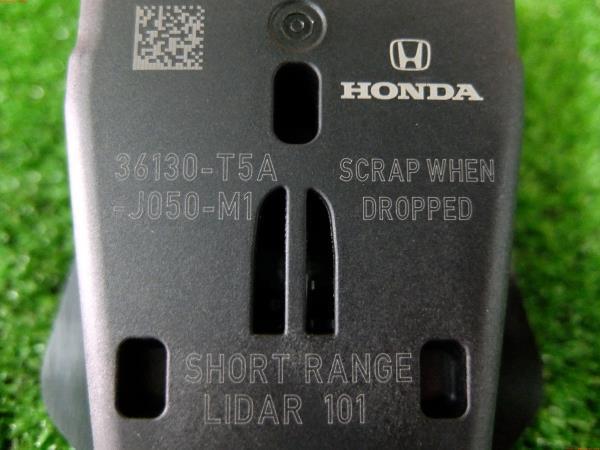 HONDA
36130-T5A
-J050-M1
SCRAP WHEN
DROPPED
SHORT RANGE
LIDAR 101